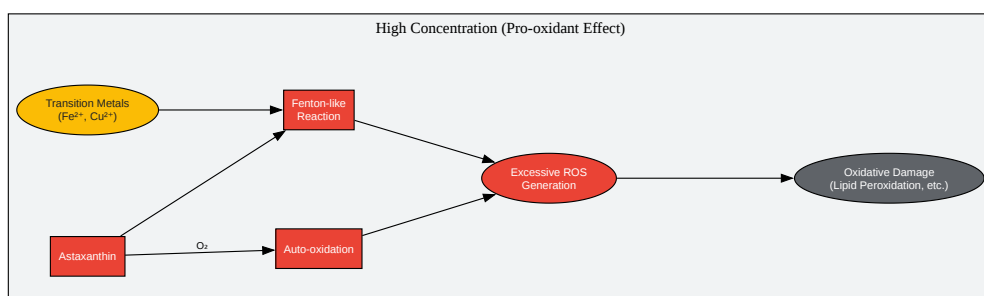 High Concentration (Pro-oxidant Effect)
Transition Metals
(Fe²⁺, Cu²⁺)
Fenton-like
Reaction
Excessive ROS
Generation
Oxidative Damage
(Lipid Peroxidation, etc.)
Astaxanthin
O₂
Auto-oxidation